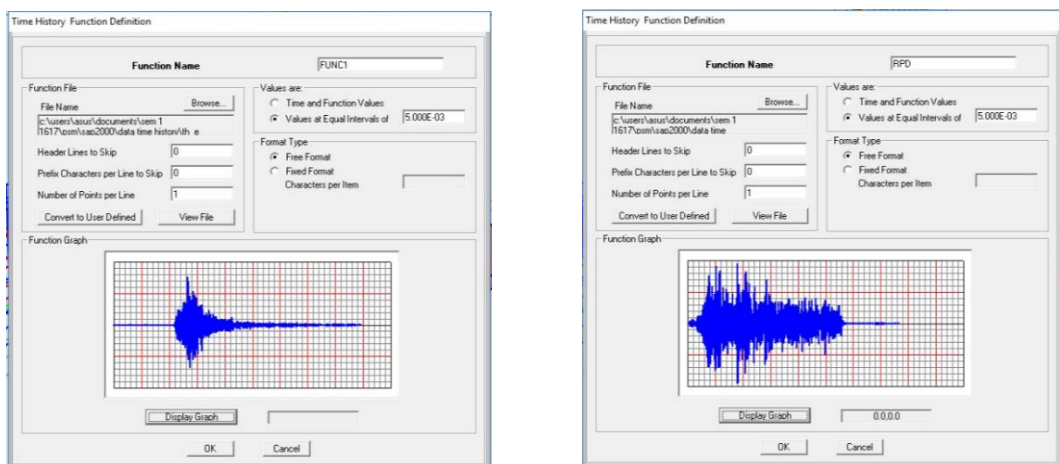 Time History Function Definition
Function Name
FUNC1
Function File
File Name
Browse...
c:\users\asus\documents\sem 1
1617\psm\sap2000\data time history\th_e
Header Lines to Skip
0
Prefix Characters per Line to Skip
0
Number of Points per Line
1
Convert to User Defined
View File
Values are:
Time and Function Values
Values at Equal Intervals of
5.000E-03
Format Type
Free Format
Fixed Format
Characters per Item
Function Graph
Display Graph
OK
Cancel
Time History Function Definition
Function Name
RPD
Function File
File Name
Browse...
c:\users\asus\documents\sem 1
1617\psm\sap2000\data time
Header Lines to Skip
0
Prefix Characters per Line to Skip
0
Number of Points per Line
1
Convert to User Defined
View File
Values are:
Time and Function Values
Values at Equal Intervals of
5.000E-03
Format Type
Free Format
Fixed Format
Characters per Item
Function Graph
Display Graph
0.0,0.0
OK
Cancel